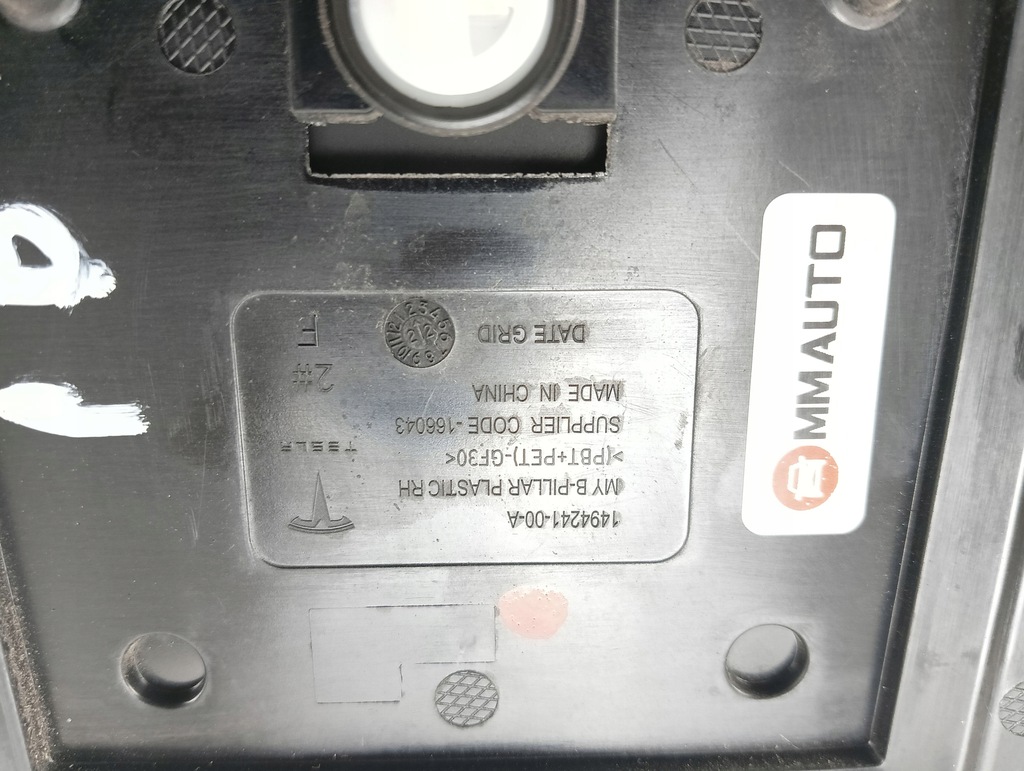 1494241-00-A
MY B-PILLAR PLASTIC RH
>(PBT+PET)-GF30<
SUPPLIER CODE -166043
MADE IN CHINA
DATE GRID
TESLA
2#
MMAUTO